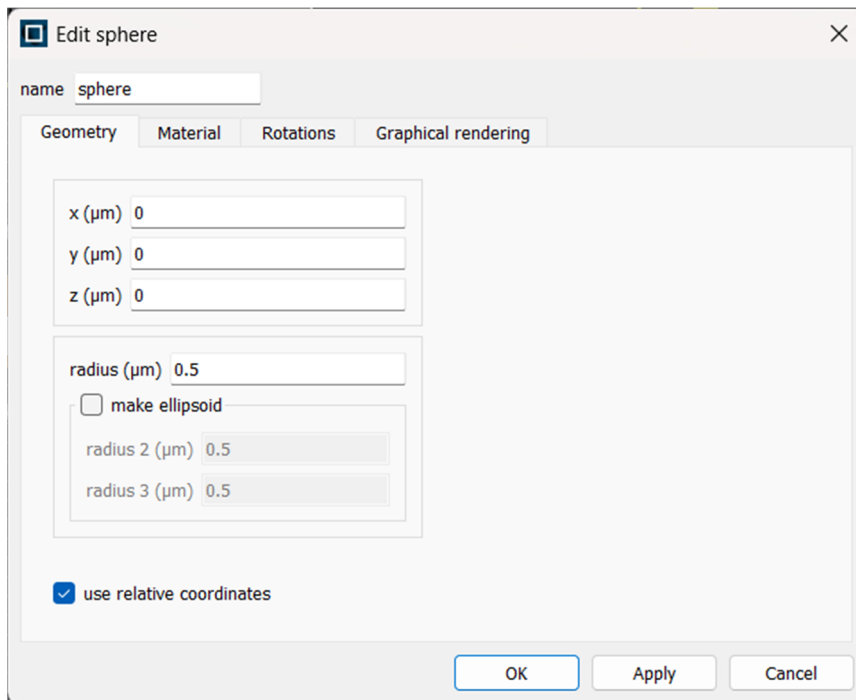 Edit sphere
name sphere
Geometry Material Rotations Graphical rendering
x (µm) 0
y (µm) 0
z (µm) 0
radius (µm) 0.5
make ellipsoid
radius 2 (µm) 0.5
radius 3 (µm) 0.5
use relative coordinates
OK Apply Cancel